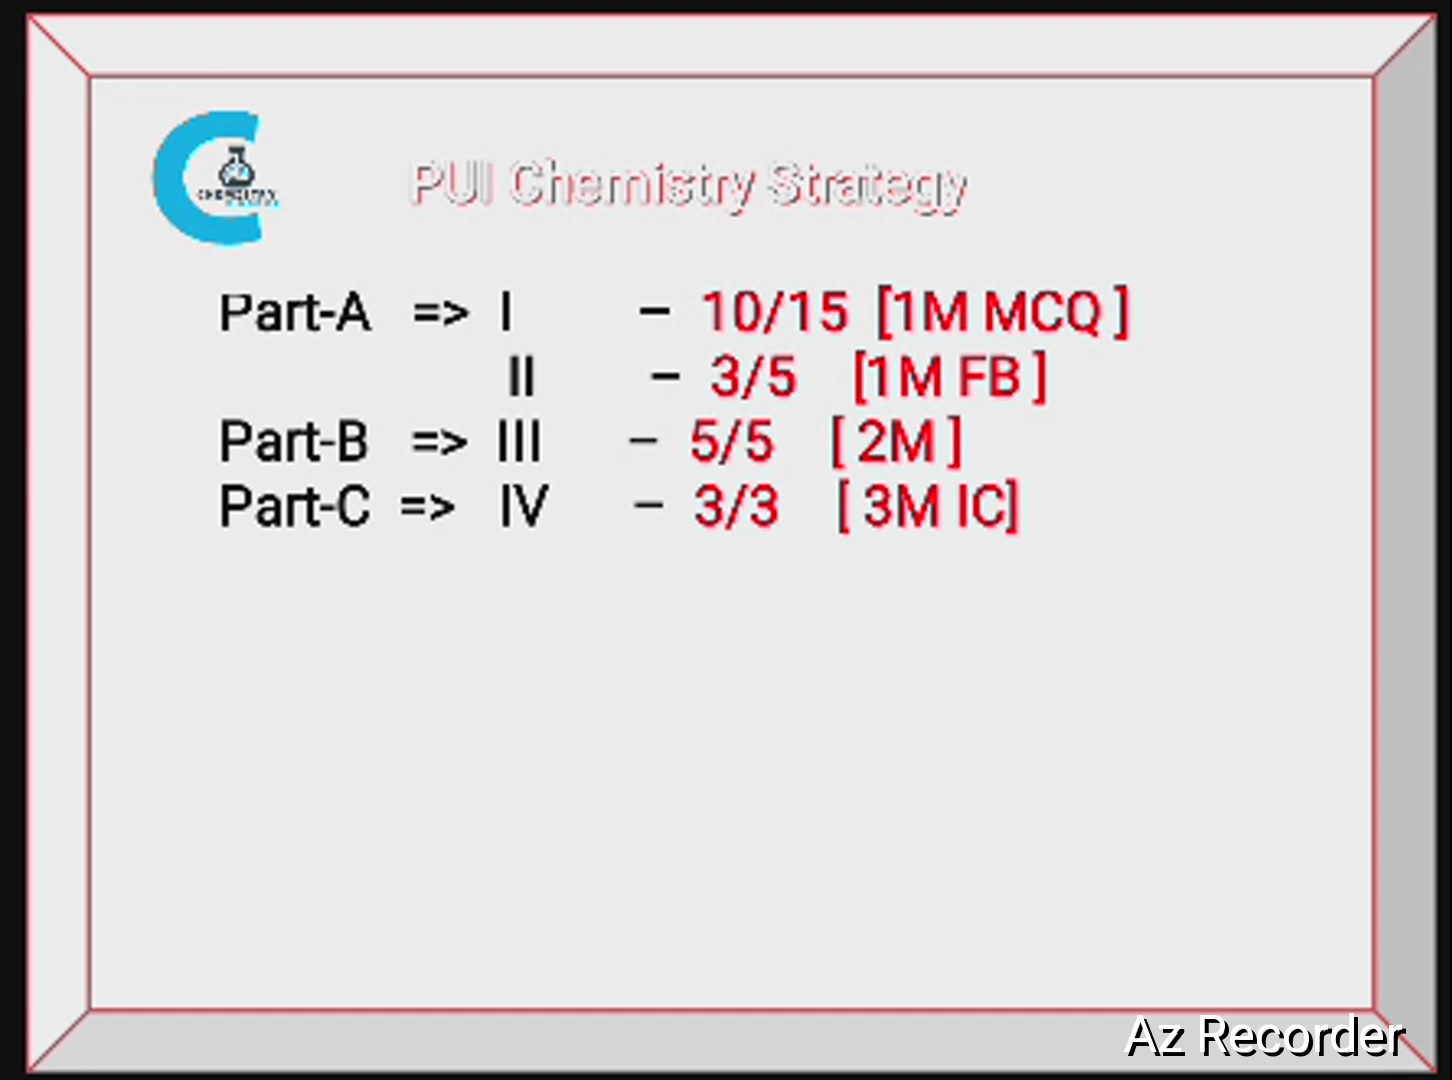 PUI Chemistry Strategy
Part-A => I – 10/15 [1M MCQ ]
II – 3/5 [1M FB ]
Part-B => III – 5/5 [ 2M ]
Part-C => IV – 3/3 [ 3M IC]
Az Recorder